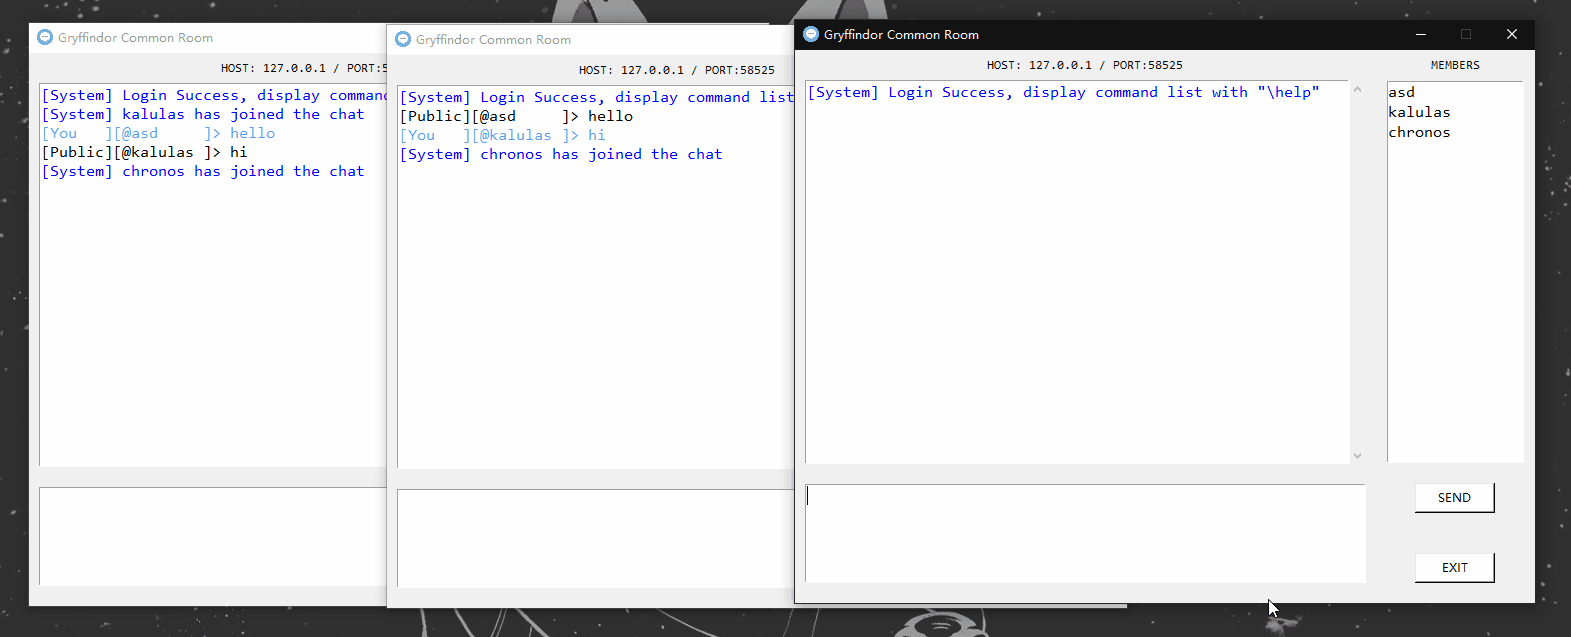 Gryffindor Common Room
HOST: 127.0.0.1 / PORT:5
[System] Login Success, display command
[System] kalulas has joined the chat
[You   ][@asd     ]> hello
[Public][@kalulas ]> hi
[System] chronos has joined the chat
Gryffindor Common Room
HOST: 127.0.0.1 / PORT:58525
[System] Login Success, display command list
[Public][@asd     ]> hello
[You   ][@kalulas ]> hi
[System] chronos has joined the chat
Gryffindor Common Room
HOST: 127.0.0.1 / PORT:58525
[System] Login Success, display command list with "\help"
MEMBERS
asd
kalulas
chronos
SEND
EXIT